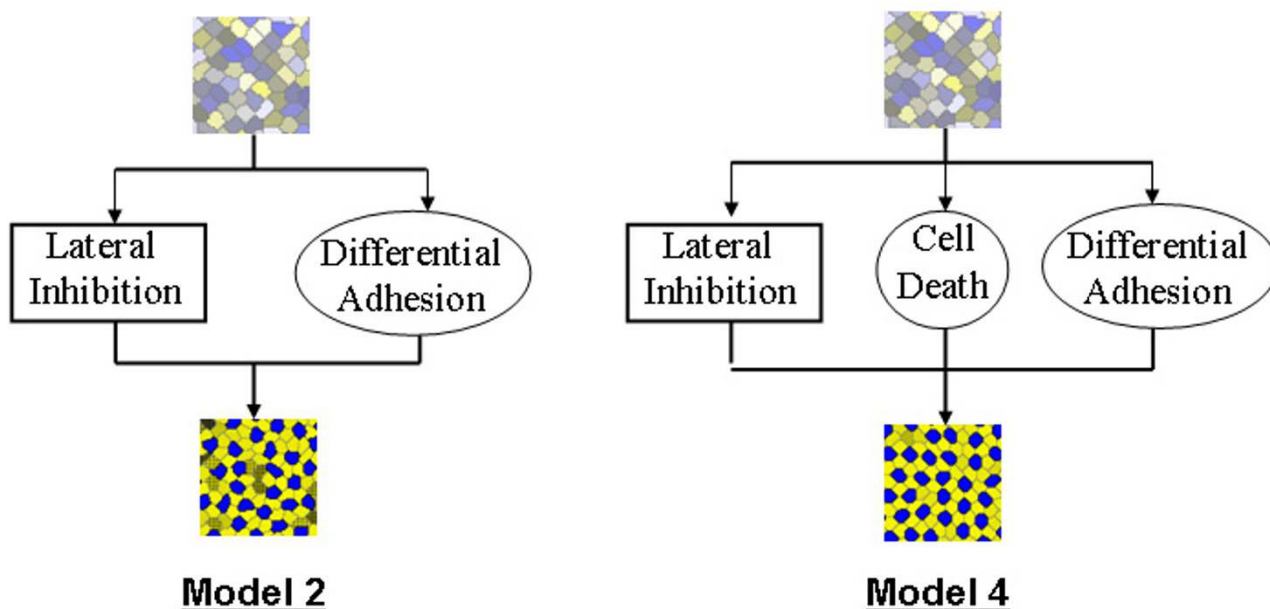 Lateral
Inhibition
Differential
Adhesion
Model 2
Lateral
Inhibition
Cell
Death
Differential
Adhesion
Model 4